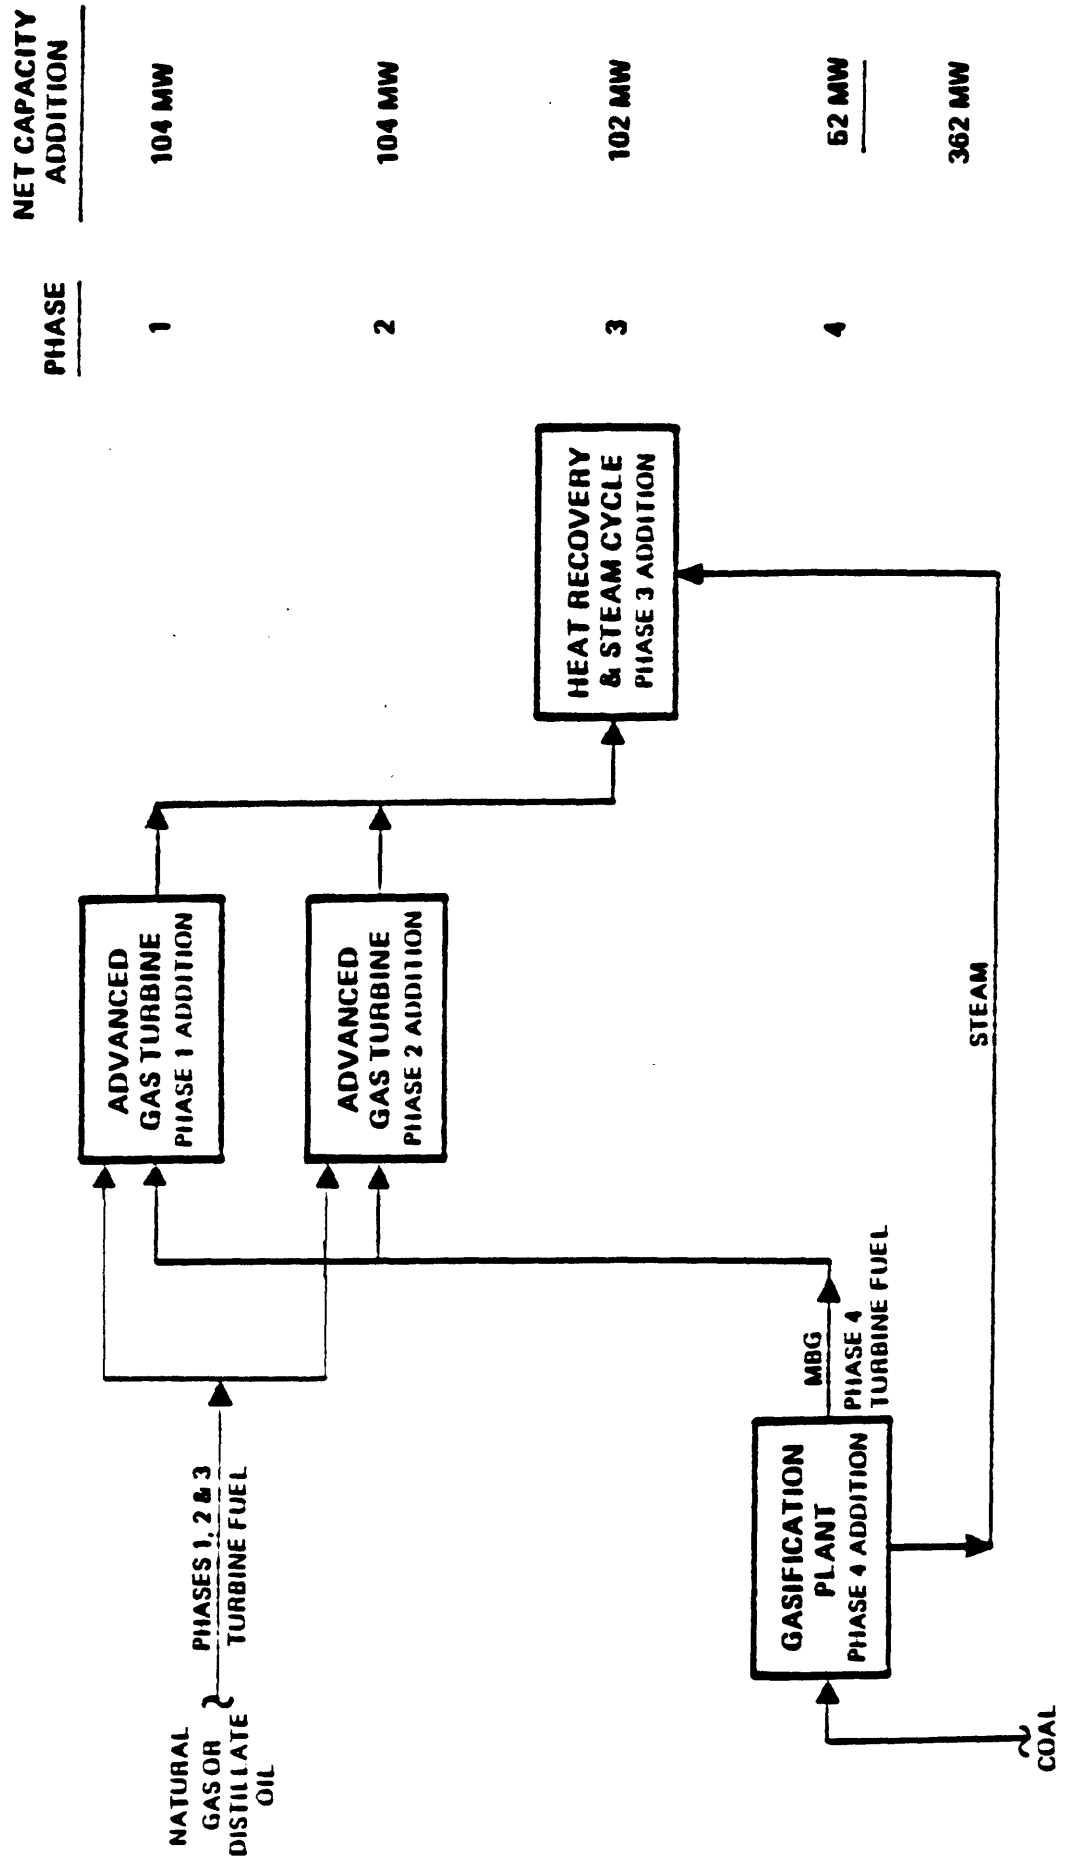 NATURAL
GAS OR
DISTILLATE
OIL
PHASES 1, 2 & 3
TURBINE FUEL
ADVANCED
GAS TURBINE
PHASE 1 ADDITION
ADVANCED
GAS TURBINE
PHASE 2 ADDITION
HEAT RECOVERY
& STEAM CYCLE
PHASE 3 ADDITION
GASIFICATION
PLANT
PHASE 4 ADDITION
MBG
PHASE 4
TURBINE FUEL
COAL
STEAM
PHASE
NET CAPACITY
ADDITION
1
104 MW
2
104 MW
3
102 MW
4
52 MW
362 MW